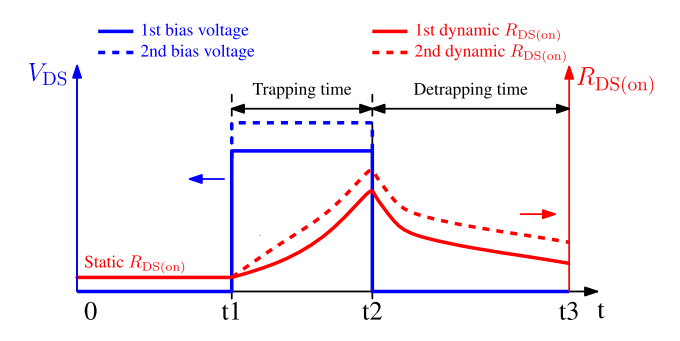 1st bias voltage
2nd bias voltage
1st dynamic R_DS(on)
2nd dynamic R_DS(on)
V_DS
R_DS(on)
Trapping time
Detrapping time
Static R_DS(on)
0
t1
t2
t3
t